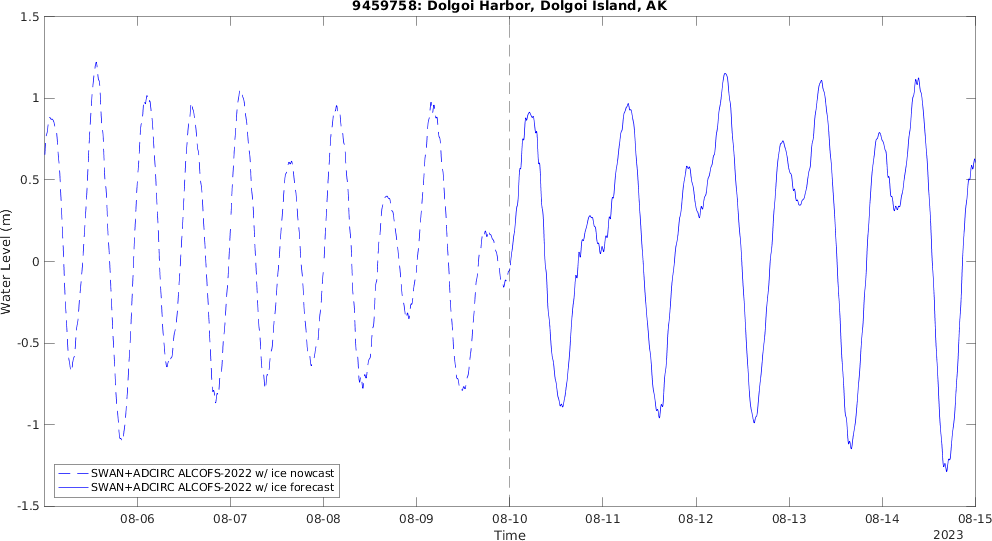 9459758: Dolgoi Harbor, Dolgoi Island, AK
1.5
1
0.5
0
-0.5
-1
-1.5
Water Level (m)
SWAN+ADCIRC ALCOFS-2022 w/ ice nowcast
SWAN+ADCIRC ALCOFS-2022 w/ ice forecast
08-06 08-07 08-08 08-09 08-10 08-11 08-12 08-13 08-14 08-15
Time
2023